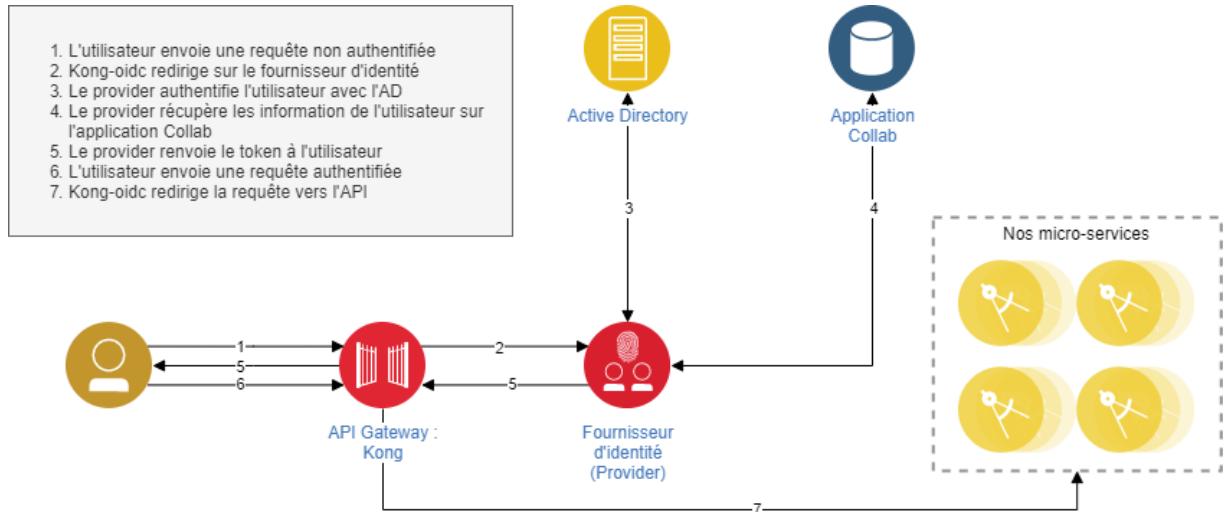 1. L'utilisateur envoie une requête non authentifiée
2. Kong-oidc redirige sur le fournisseur d'identité
3. Le provider authentifie l'utilisateur avec l'AD
4. Le provider récupère les information de l'utilisateur sur
l'application Collab
5. Le provider renvoie le token à l'utilisateur
6. L'utilisateur envoie une requête authentifiée
7. Kong-oidc redirige la requête vers l'API
Active Directory
Application
Collab
3
4
Nos micro-services
1
5
6
2
5
API Gateway :
Kong
Fournisseur
d'identité
(Provider)
7